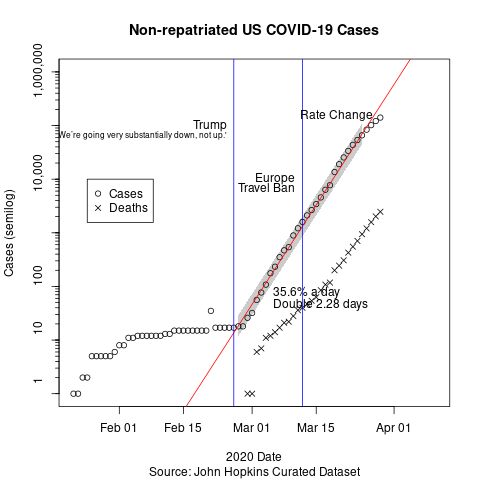 Non-repatriated US COVID-19 Cases
Trump
'We're going very substantially down, not up.'
Rate Change
Europe
Travel Ban
35.6% a day
Double 2.28 days
Cases
Deaths
Cases (semilog)
1,000,000
10,000
1,000
100
10
1
Feb 01
Feb 15
Mar 01
Mar 15
Apr 01
2020 Date
Source: John Hopkins Curated Dataset